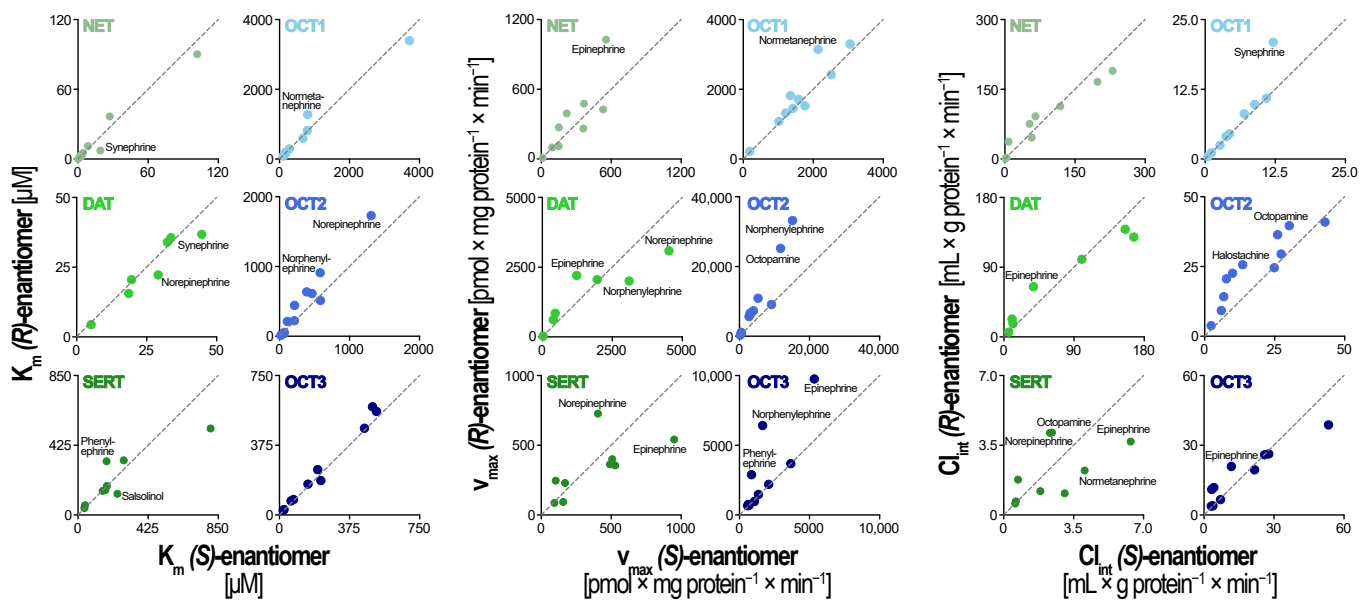 K_m (R)-enantiomer [µM]
NET
120
60
0
Synephrine
0
60
120
OCT1
4000
2000
0
Normeta-
nephrine
0
2000
4000
DAT
50
25
0
Synephrine
Norepinephrine
0
25
50
OCT2
2000
1000
0
Norepinephrine
Norphenyl-
ephrine
0
1000
2000
SERT
850
425
0
Phenyl-
ephrine
Salsolinol
0
425
850
OCT3
750
375
0
0
375
750
K_m (S)-enantiomer
[µM]
v_max (R)-enantiomer [pmol × mg protein⁻¹ × min⁻¹]
NET
1200
600
0
Epinephrine
0
600
1200
OCT1
4000
2000
0
Normetanephrine
0
2000
4000
DAT
5000
2500
0
Norepinephrine
Epinephrine
Norphenylephrine
0
2500
5000
OCT2
40,000
20,000
0
Norphenylephrine
Octopamine
0
20,000
40,000
SERT
1000
500
0
Norepinephrine
Epinephrine
0
500
1000
OCT3
10,000
5000
0
Epinephrine
Norphenylephrine
Phenyl-
ephrine
0
5000
10,000
v_max (S)-enantiomer
[pmol × mg protein⁻¹ × min⁻¹]
Cl_int (R)-enantiomer [mL × g protein⁻¹ × min⁻¹]
NET
300
150
0
0
150
300
OCT1
25.0
12.5
0
Synephrine
0
12.5
25.0
DAT
180
90
0
Epinephrine
0
90
180
OCT2
50
25
0
Octopamine
Halostachine
0
25
50
SERT
7.0
3.5
0
Octopamine
Epinephrine
Norepinephrine
Normetanephrine
0
3.5
7.0
OCT3
60
30
0
Epinephrine
0
30
60
Cl_int (S)-enantiomer
[mL × g protein⁻¹ × min⁻¹]